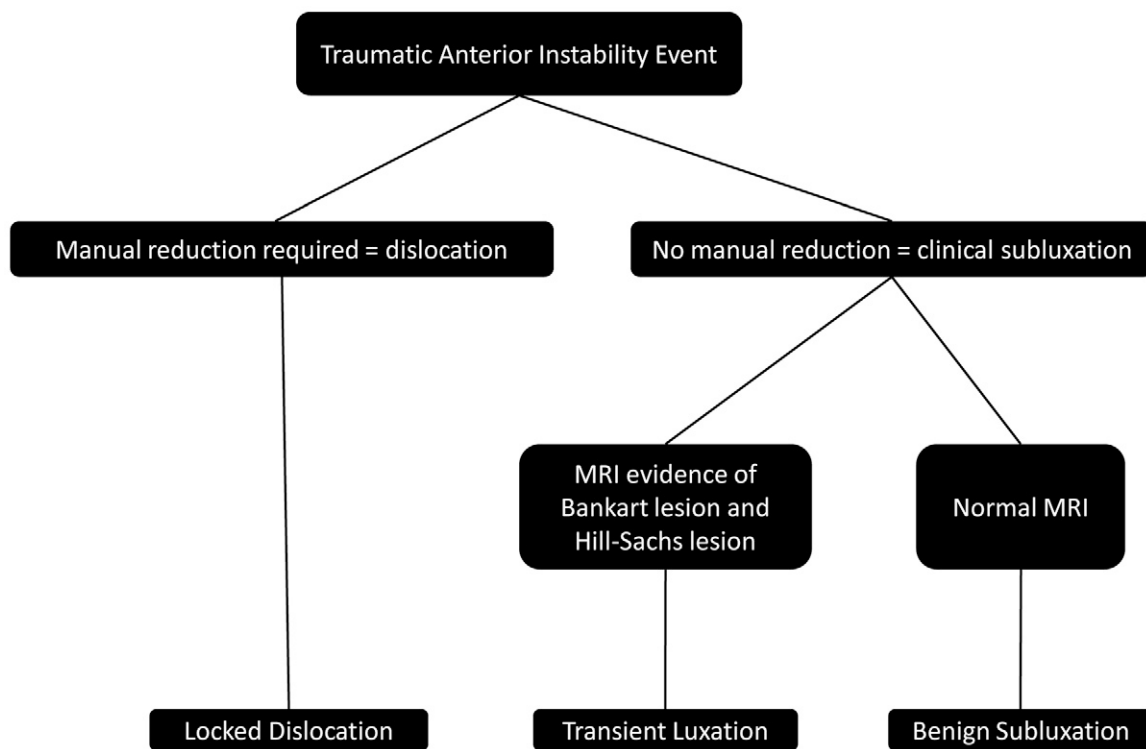 Traumatic Anterior Instability Event
Manual reduction required = dislocation
No manual reduction = clinical subluxation
MRI evidence of
Bankart lesion and
Hill-Sachs lesion
Normal MRI
Locked Dislocation
Transient Luxation
Benign Subluxation